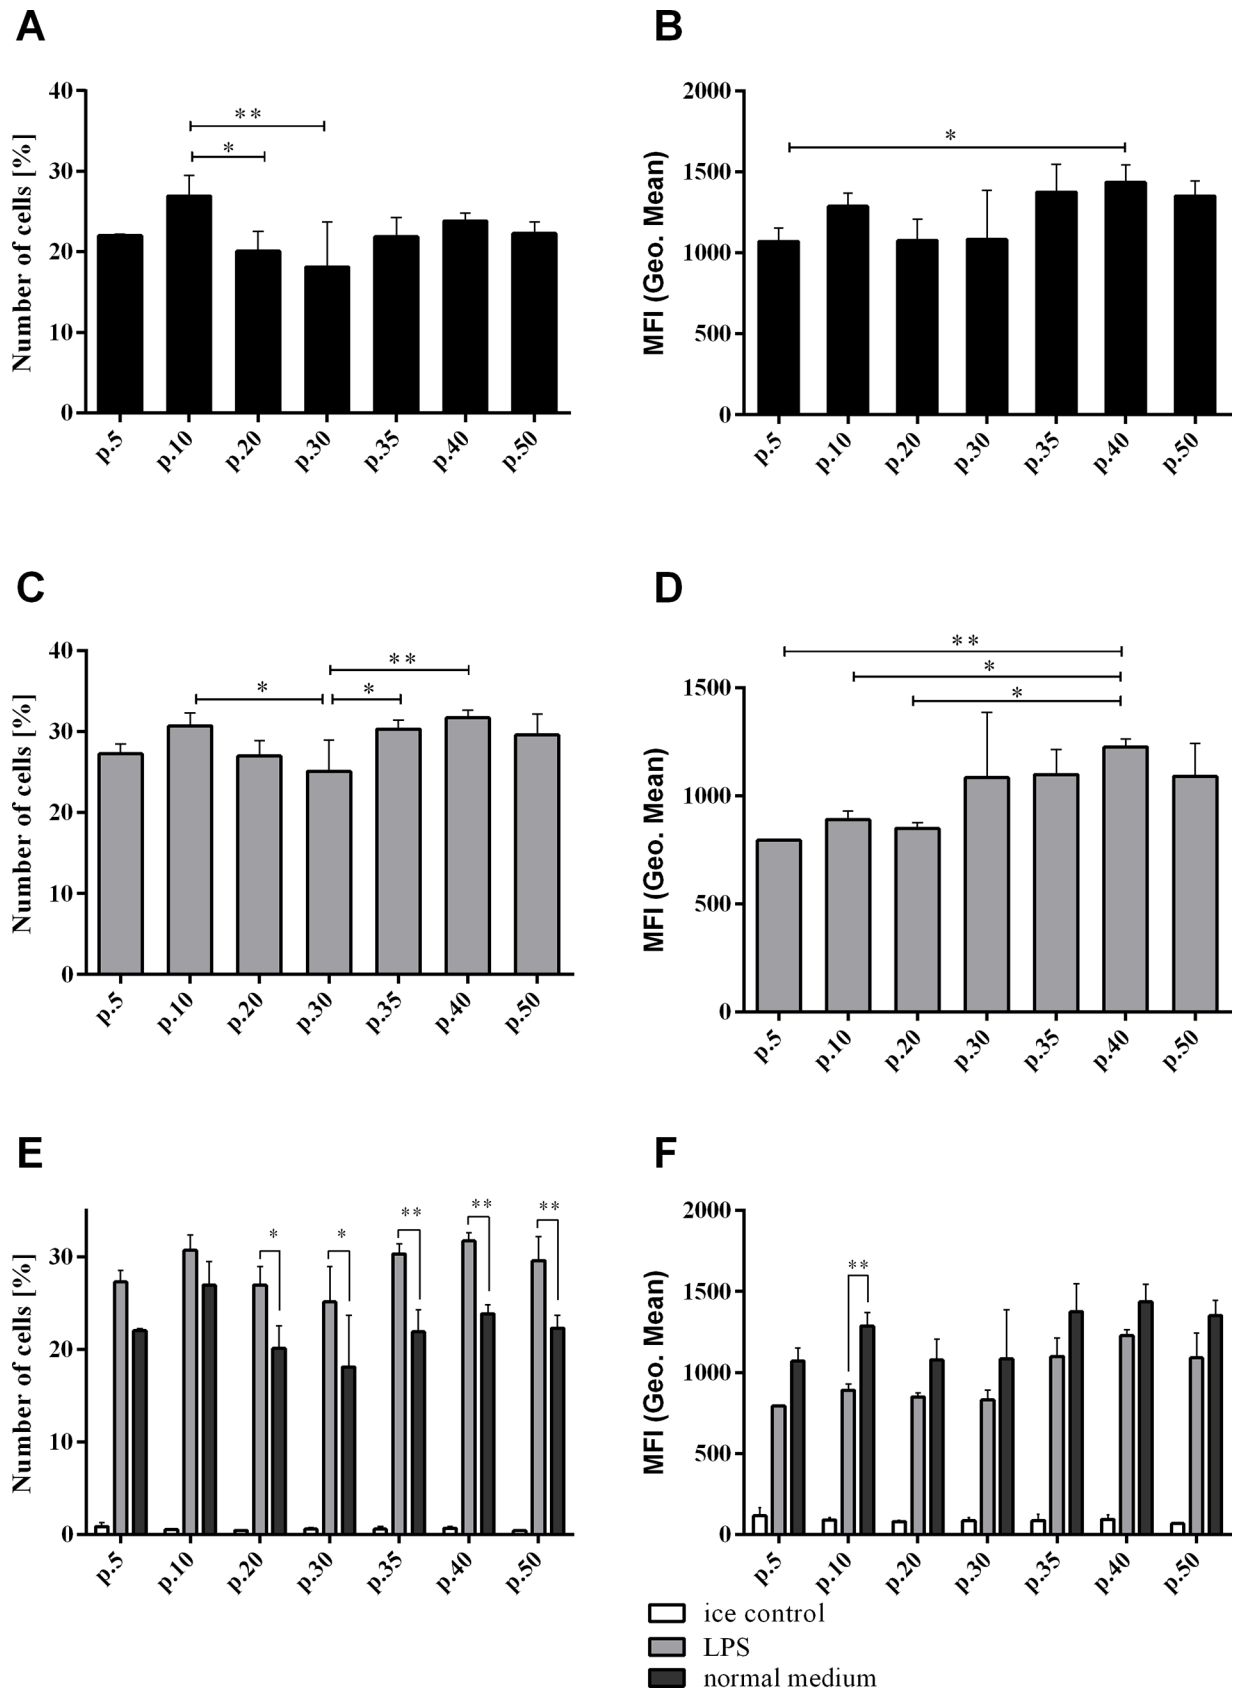 A
Number of cells [%]
40
30
20
10
0
**
*
p.5 p.10 p.20 p.30 p.35 p.40 p.50
B
MFI (Geo. Mean)
2000
1500
1000
500
0
*
p.5 p.10 p.20 p.30 p.35 p.40 p.50
C
Number of cells [%]
40
30
20
10
0
**
* *
p.5 p.10 p.20 p.30 p.35 p.40 p.50
D
MFI (Geo. Mean)
1500
1000
500
0
**
*
*
p.5 p.10 p.20 p.30 p.35 p.40 p.50
E
Number of cells [%]
30
20
10
0
* * ** ** **
p.5 p.10 p.20 p.30 p.35 p.40 p.50
F
MFI (Geo. Mean)
2000
1500
1000
500
0
**
p.5 p.10 p.20 p.30 p.35 p.40 p.50
ice control
LPS
normal medium